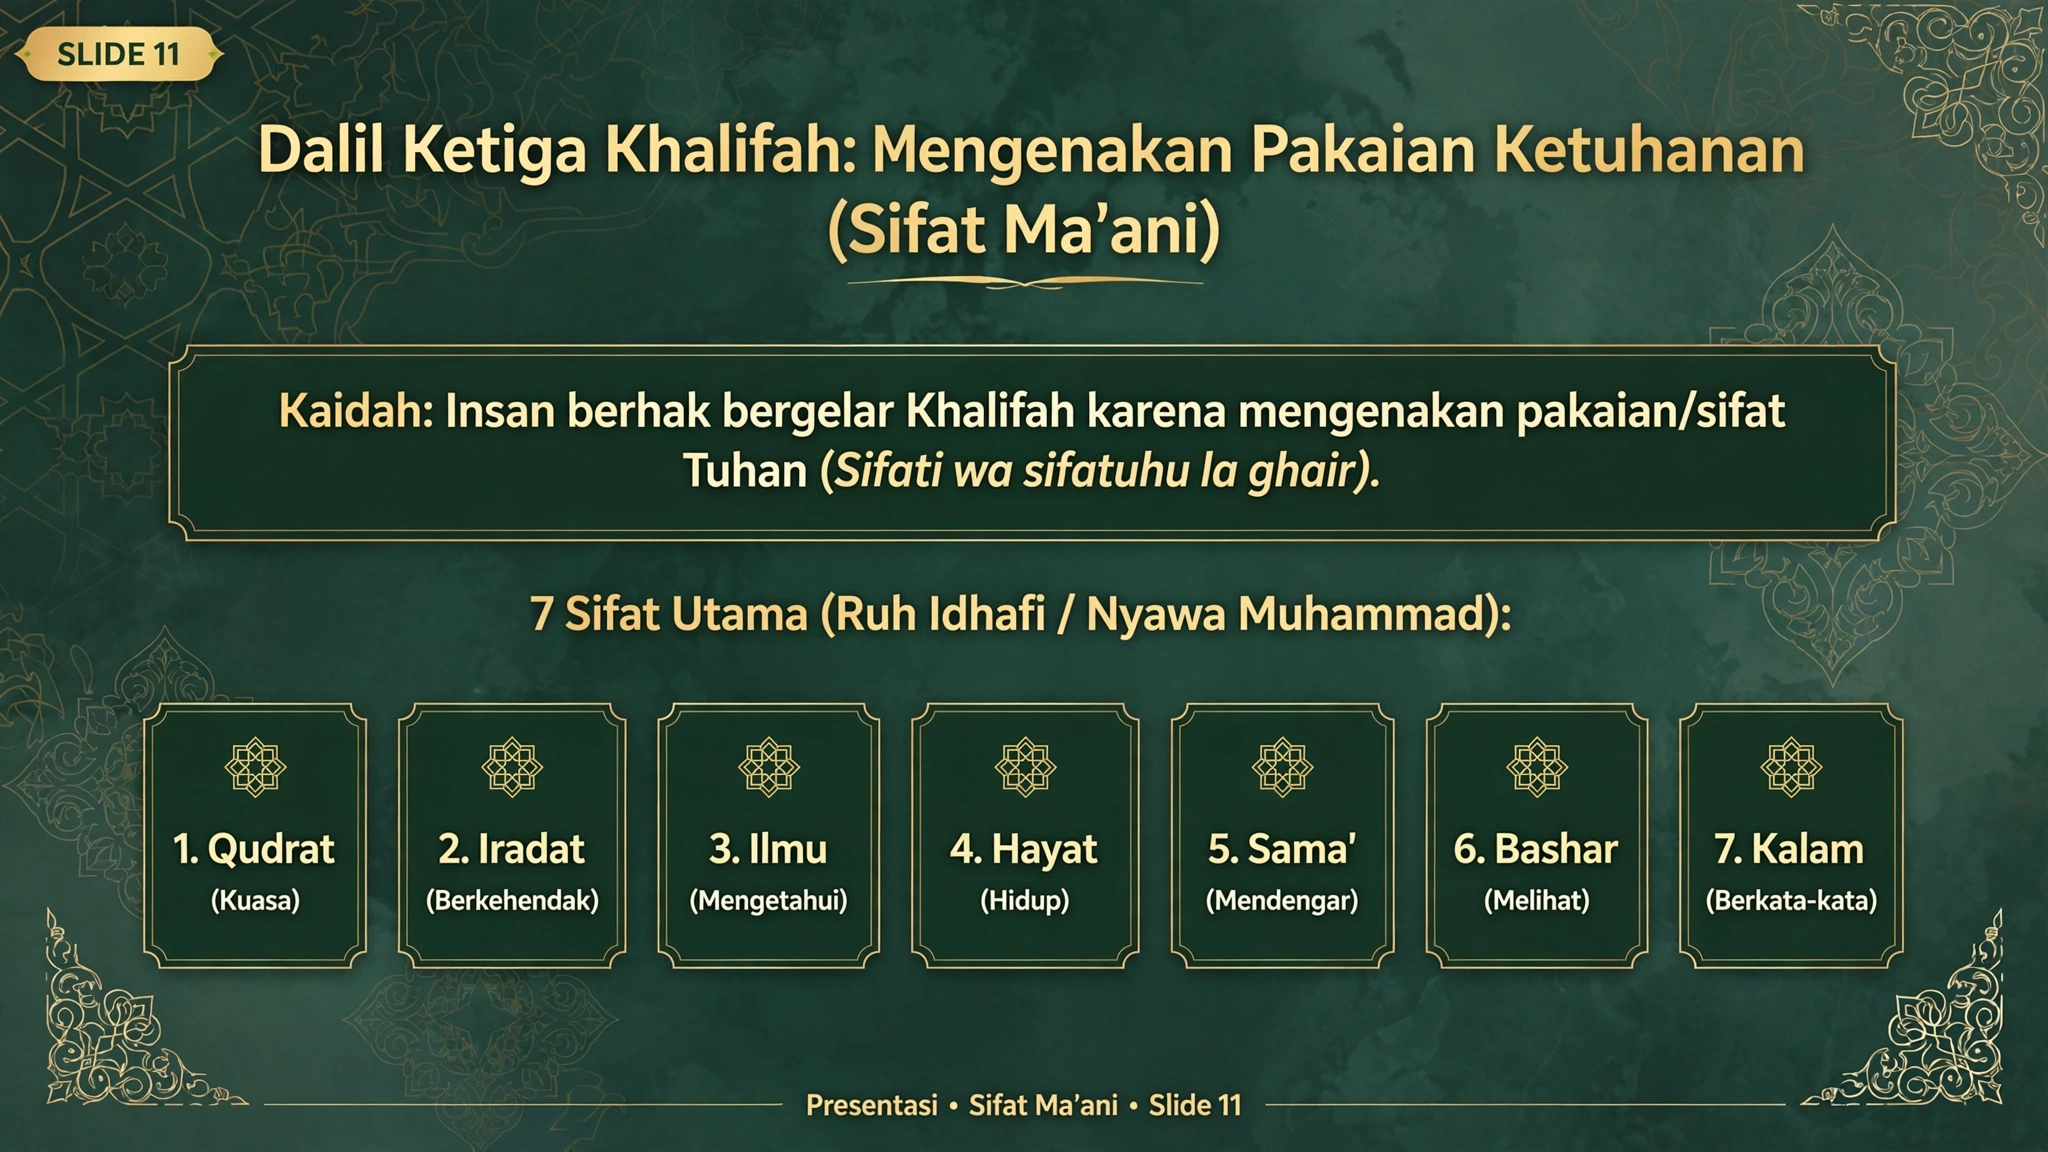 SLIDE 11
Dalil Ketiga Khalifah: Mengenakan Pakaian Ketuhanan
(Sifat Ma’ani)
Kaidah: Insan berhak bergelar Khalifah karena mengenakan pakaian/sifat
Tuhan (Sifati wa sifatuhu la ghair).
7 Sifat Utama (Ruh Idhafi / Nyawa Muhammad):
1. Qudrat
(Kuasa)
2. Iradat
(Berkehendak)
3. Ilmu
(Mengetahui)
4. Hayat
(Hidup)
5. Sama'
(Mendengar)
6. Bashar
(Melihat)
7. Kalam
(Berkata-kata)
Presentasi • Sifat Ma’ani • Slide 11